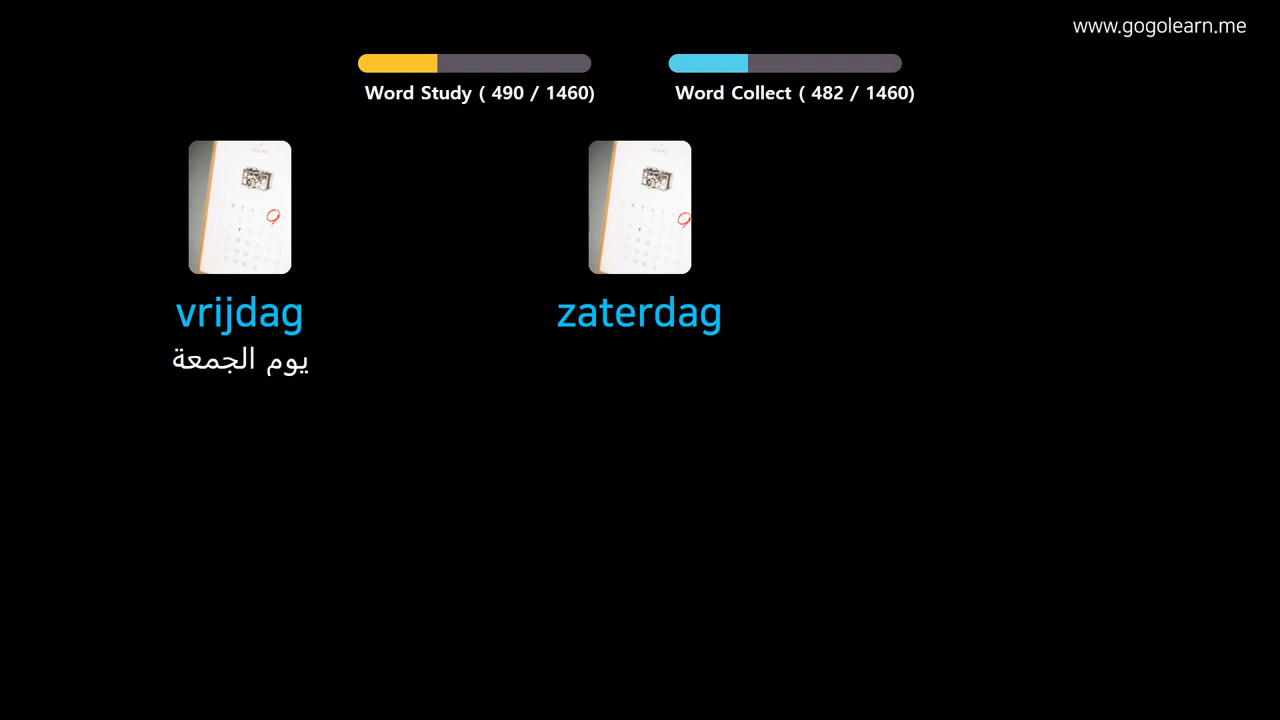 www.gogolearn.me
Word Study ( 490 / 1460)
Word Collect ( 482 / 1460)
vrijdag
zaterdag
يوم الجمعة